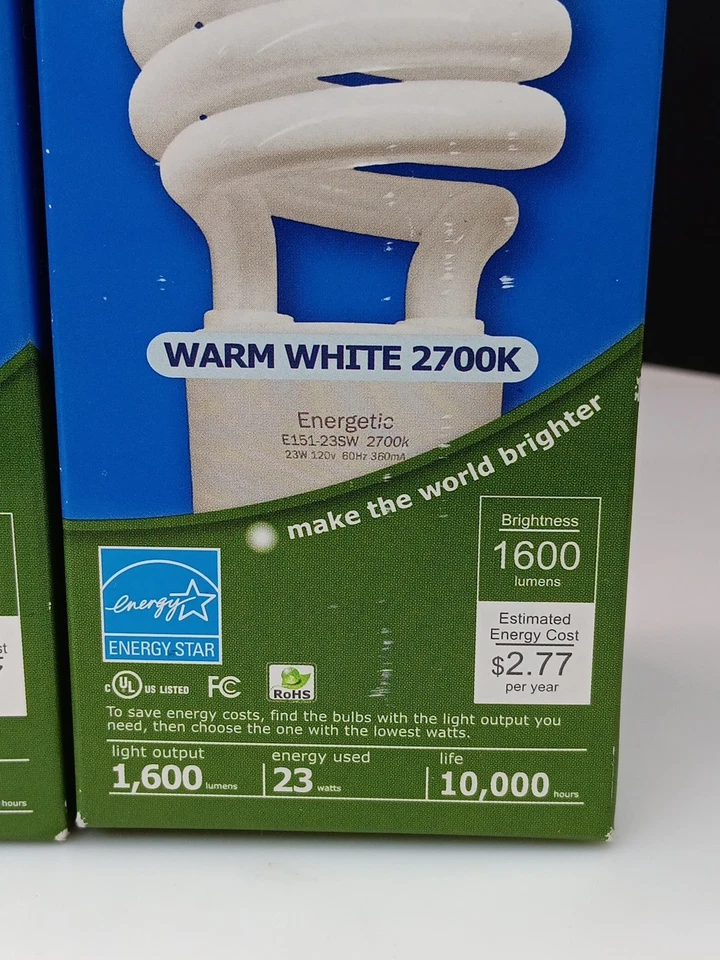 WARM WHITE 2700K
Energetic
E151-23SW 2700k
23W 120v 60Hz 360mA
make the world brighter
Brightness
1600
lumens
Estimated
Energy Cost
$2.77
per year
energy
ENERGY STAR
c UL US LISTED FC RoHS
To save energy costs, find the bulbs with the light output you
need, then choose the one with the lowest watts.
light output
1,600 lumens
energy used
23 watts
life
10,000 hours
st
hours